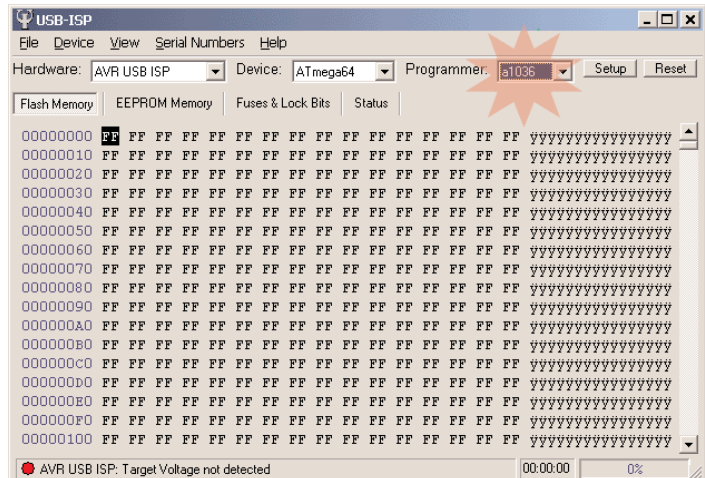 USB-ISP
File Device View Serial Numbers Help
Hardware: AVR USB ISP Device: ATmega64 Programmer: a1036 Setup Reset
Flash Memory EEPROM Memory Fuses & Lock Bits Status
00000000 FF FF FF FF FF FF FF FF FF FF FF FF FF FF FF FF ÿÿÿÿÿÿÿÿÿÿÿÿÿÿÿÿ
00000010 FF FF FF FF FF FF FF FF FF FF FF FF FF FF FF FF ÿÿÿÿÿÿÿÿÿÿÿÿÿÿÿÿ
00000020 FF FF FF FF FF FF FF FF FF FF FF FF FF FF FF FF ÿÿÿÿÿÿÿÿÿÿÿÿÿÿÿÿ
00000030 FF FF FF FF FF FF FF FF FF FF FF FF FF FF FF FF ÿÿÿÿÿÿÿÿÿÿÿÿÿÿÿÿ
00000040 FF FF FF FF FF FF FF FF FF FF FF FF FF FF FF FF ÿÿÿÿÿÿÿÿÿÿÿÿÿÿÿÿ
00000050 FF FF FF FF FF FF FF FF FF FF FF FF FF FF FF FF ÿÿÿÿÿÿÿÿÿÿÿÿÿÿÿÿ
00000060 FF FF FF FF FF FF FF FF FF FF FF FF FF FF FF FF ÿÿÿÿÿÿÿÿÿÿÿÿÿÿÿÿ
00000070 FF FF FF FF FF FF FF FF FF FF FF FF FF FF FF FF ÿÿÿÿÿÿÿÿÿÿÿÿÿÿÿÿ
00000080 FF FF FF FF FF FF FF FF FF FF FF FF FF FF FF FF ÿÿÿÿÿÿÿÿÿÿÿÿÿÿÿÿ
00000090 FF FF FF FF FF FF FF FF FF FF FF FF FF FF FF FF ÿÿÿÿÿÿÿÿÿÿÿÿÿÿÿÿ
000000A0 FF FF FF FF FF FF FF FF FF FF FF FF FF FF FF FF ÿÿÿÿÿÿÿÿÿÿÿÿÿÿÿÿ
000000B0 FF FF FF FF FF FF FF FF FF FF FF FF FF FF FF FF ÿÿÿÿÿÿÿÿÿÿÿÿÿÿÿÿ
000000C0 FF FF FF FF FF FF FF FF FF FF FF FF FF FF FF FF ÿÿÿÿÿÿÿÿÿÿÿÿÿÿÿÿ
000000D0 FF FF FF FF FF FF FF FF FF FF FF FF FF FF FF FF ÿÿÿÿÿÿÿÿÿÿÿÿÿÿÿÿ
000000E0 FF FF FF FF FF FF FF FF FF FF FF FF FF FF FF FF ÿÿÿÿÿÿÿÿÿÿÿÿÿÿÿÿ
000000F0 FF FF FF FF FF FF FF FF FF FF FF FF FF FF FF FF ÿÿÿÿÿÿÿÿÿÿÿÿÿÿÿÿ
00000100 FF FF FF FF FF FF FF FF FF FF FF FF FF FF FF FF ÿÿÿÿÿÿÿÿÿÿÿÿÿÿÿÿ
AVR USB ISP: Target Voltage not detected 00:00:00 0%